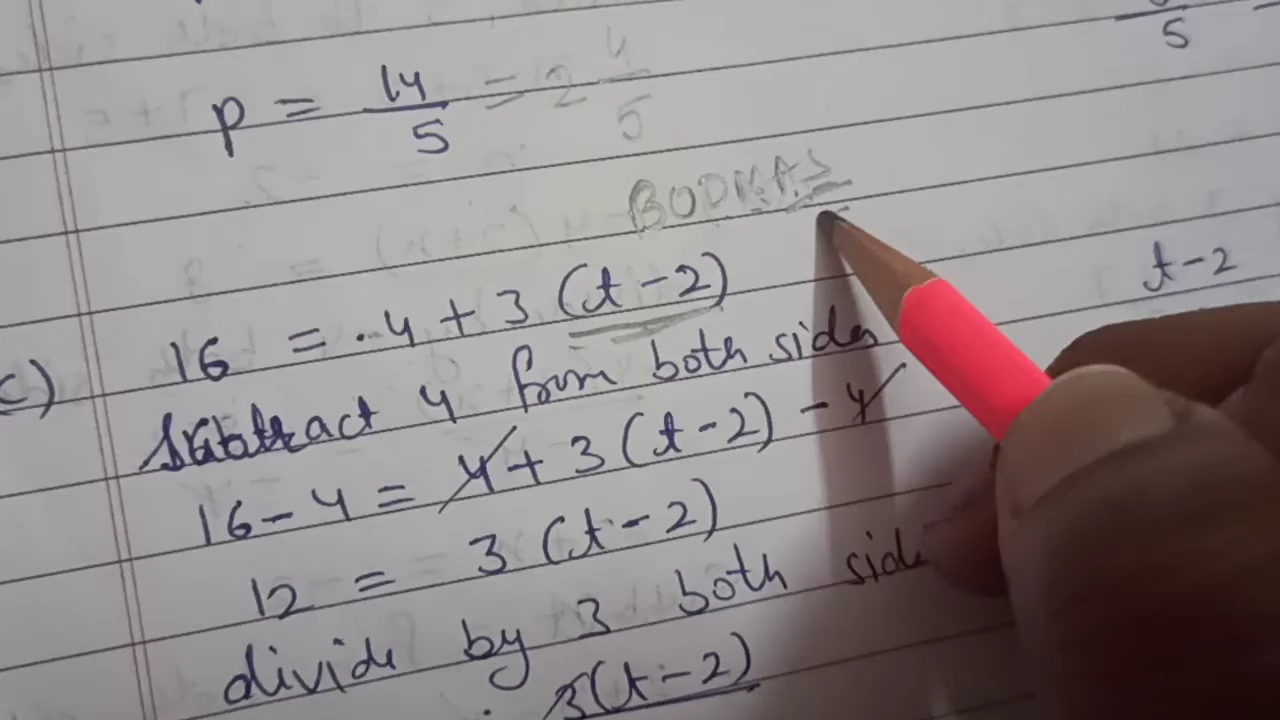 5
p = 14/5 = 2 4/5
BODMAS
c) 16 = 4 + 3 (t - 2)
t - 2
Subtract 4 from both sides
16 - 4 = 4 + 3 (t - 2) - 4
12 = 3 (t - 2)
divide by 3 both side
3(t - 2)